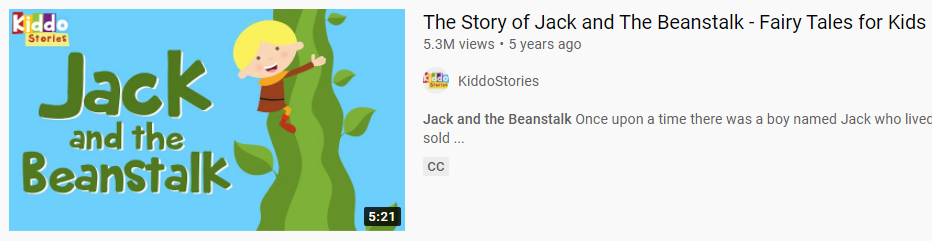 Kiddo
Stories
Jack
and the
Beanstalk
5:21
The Story of Jack and The Beanstalk - Fairy Tales for Kids
5.3M views • 5 years ago
Kiddo
Stories
KiddoStories
Jack and the Beanstalk Once upon a time there was a boy named Jack who lived
sold ...
CC